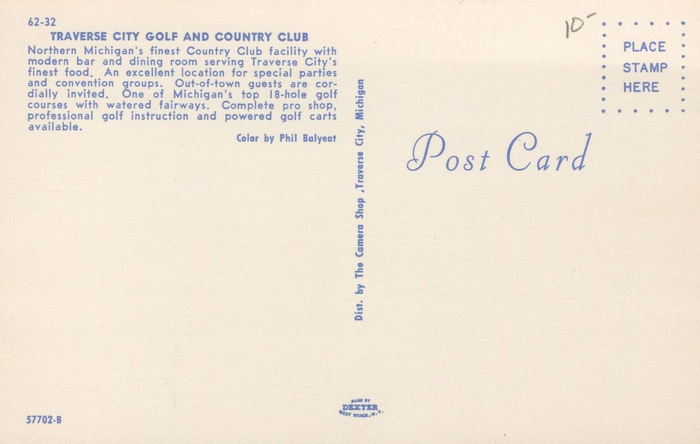 62-32
TRAVERSE CITY GOLF AND COUNTRY CLUB
Northern Michigan's finest Country Club facility with
modern bar and dining room serving Traverse City's
finest food. An excellent location for special parties
and convention groups. Out-of-town guests are cor-
dially invited. One of Michigan's top 18-hole golf
courses with watered fairways. Complete pro shop,
professional golf instruction and powered golf carts
available.
Color by Phil Balyeat
Dist. by The Camera Shop ,Traverse City, Michigan
10-
PLACE
STAMP
HERE
Post Card
MADE BY
DEXTER
WEST NYACK, N.Y.
57702-B